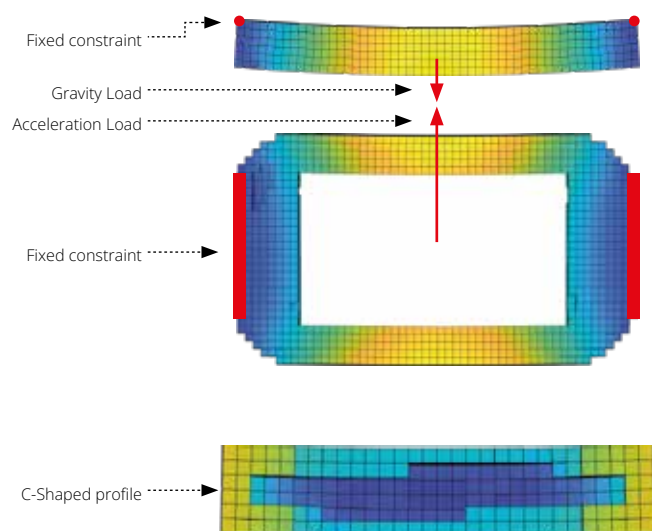 Fixed constraint
Gravity Load
Acceleration Load
Fixed constraint
C-Shaped profile